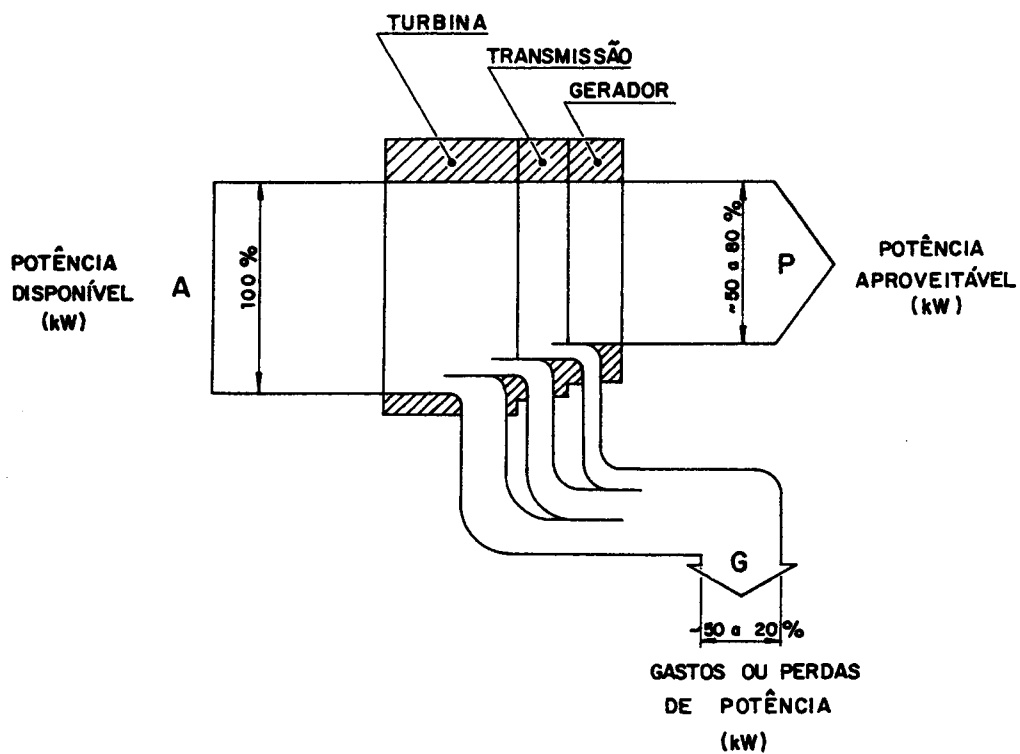 TURBINA
TRANSMISSÃO
GERADOR
POTÊNCIA
DISPONÍVEL
(kW)
A
100 %
~50 a 80 %
P
POTÊNCIA
APROVEITÁVEL
(kW)
G
~50 a 20 %
GASTOS OU PERDAS
DE POTÊNCIA
(kW)